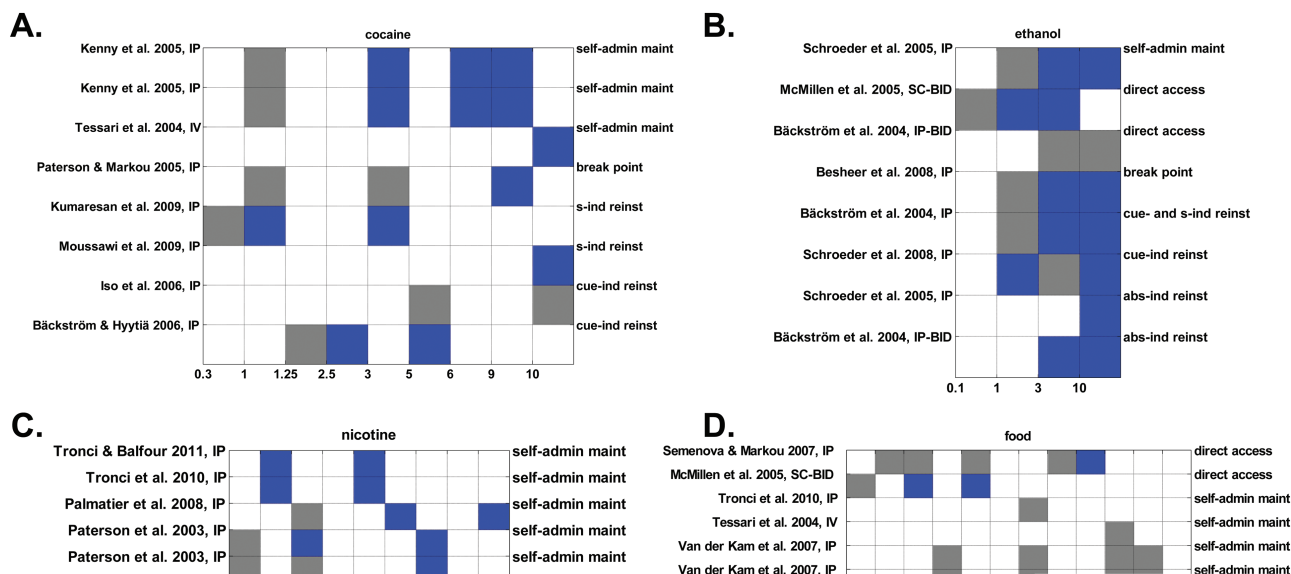 A.
cocaine
Kenny et al. 2005, IP self-admin maint
Kenny et al. 2005, IP self-admin maint
Tessari et al. 2004, IV self-admin maint
Paterson & Markou 2005, IP break point
Kumaresan et al. 2009, IP s-ind reinst
Moussawi et al. 2009, IP s-ind reinst
Iso et al. 2006, IP cue-ind reinst
Bäckström & Hyytiä 2006, IP cue-ind reinst
0.3 1 1.25 2.5 3 5 6 9 10
B.
ethanol
Schroeder et al. 2005, IP self-admin maint
McMillen et al. 2005, SC-BID direct access
Bäckström et al. 2004, IP-BID direct access
Besheer et al. 2008, IP break point
Bäckström et al. 2004, IP cue- and s-ind reinst
Schroeder et al. 2008, IP cue-ind reinst
Schroeder et al. 2005, IP abs-ind reinst
Bäckström et al. 2004, IP-BID abs-ind reinst
0.1 1 3 10
C.
nicotine
Tronci & Balfour 2011, IP self-admin maint
Tronci et al. 2010, IP self-admin maint
Palmatier et al. 2008, IP self-admin maint
Paterson et al. 2003, IP self-admin maint
Paterson et al. 2003, IP self-admin maint
D.
food
Semenova & Markou 2007, IP direct access
McMillen et al. 2005, SC-BID direct access
Tronci et al. 2010, IP self-admin maint
Tessari et al. 2004, IV self-admin maint
Van der Kam et al. 2007, IP self-admin maint
Van der Kam et al. 2007, IP self-admin maint